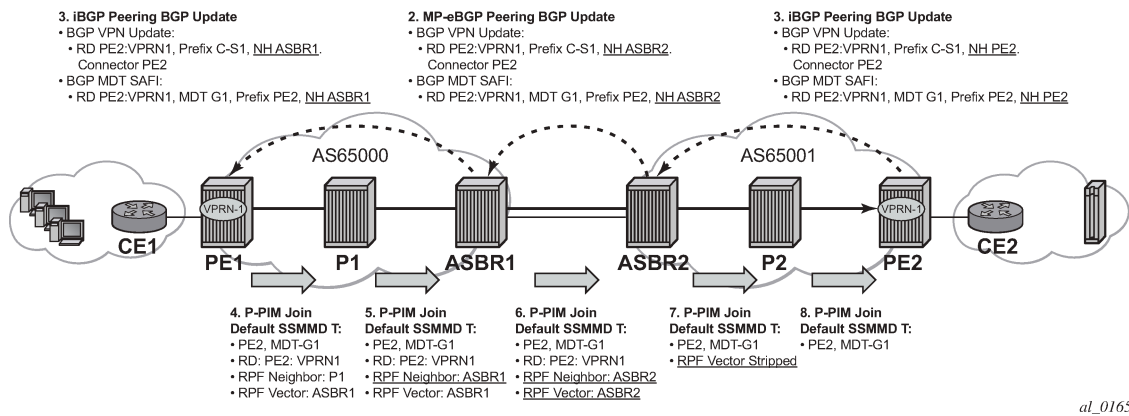 3. iBGP Peering BGP Update
• BGP VPN Update:
• RD PE2:VPRN1, Prefix C-S1, NH ASBR1.
Connector PE2
• BGP MDT SAFI:
• RD PE2:VPRN1, MDT G1, Prefix PE2, NH ASBR1
2. MP-eBGP Peering BGP Update
• BGP VPN Update:
• RD PE2:VPRN1, Prefix C-S1, NH ASBR2.
Connector PE2
• BGP MDT SAFI:
• RD PE2:VPRN1, MDT G1, Prefix PE2, NH ASBR2
3. iBGP Peering BGP Update
• BGP VPN Update:
• RD PE2:VPRN1, Prefix C-S1, NH PE2.
Connector PE2
• BGP MDT SAFI:
• RD PE2:VPRN1, MDT G1, Prefix PE2, NH PE2
AS65000
AS65001
VPRN-1
VPRN-1
CE1
PE1
P1
ASBR1
ASBR2
P2
PE2
CE2
4. P-PIM Join
Default SSMMD T:
• PE2, MDT-G1
• RD: PE2: VPRN1
• RPF Neighbor: P1
• RPF Vector: ASBR1
5. P-PIM Join
Default SSMMD T:
• PE2, MDT-G1
• RD: PE2: VPRN1
• RPF Neighbor: ASBR1
• RPF Vector: ASBR1
6. P-PIM Join
Default SSMMD T:
• PE2, MDT-G1
• RD: PE2: VPRN1
• RPF Neighbor: ASBR2
• RPF Vector: ASBR2
7. P-PIM Join
Default SSMMD T:
• PE2, MDT-G1
• RPF Vector Stripped
8. P-PIM Join
Default SSMMD T:
• PE2, MDT-G1
al_0165